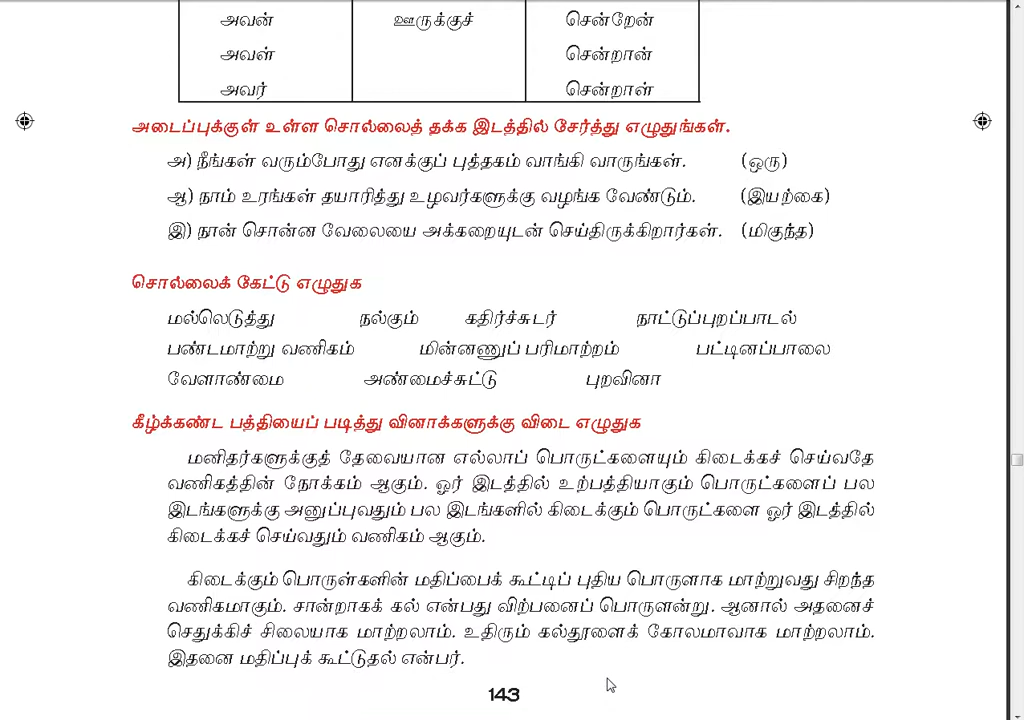 அவன் ஊருக்குச் சென்றேன்
அவள் சென்றான்
அவர் சென்றாள்
அடைப்புக்குள் உள்ள சொல்லைத் தக்க இடத்தில் சேர்த்து எழுதுங்கள்.
அ) நீங்கள் வரும்போது எனக்குப் புத்தகம் வாங்கி வாருங்கள். (ஒரு)
ஆ) நாம் உரங்கள் தயாரித்து உழவர்களுக்கு வழங்க வேண்டும். (இயற்கை)
இ) நான் சொன்ன வேலையை அக்கறையுடன் செய்திருக்கிறார்கள். (மிகுந்த)
சொல்லைக் கேட்டு எழுதுக
மல்லெடுத்து நல்கும் கதிர்ச்சுடர் நாட்டுப்புறப்பாடல்
பண்டமாற்று வணிகம் மின்னணுப் பரிமாற்றம் பட்டினப்பாலை
வேளாண்மை அண்மைச்சுட்டு புறவினா
கீழ்க்கண்ட பத்தியைப் படித்து வினாக்களுக்கு விடை எழுதுக
மனிதர்களுக்குத் தேவையான எல்லாப் பொருட்களையும் கிடைக்கச் செய்வதே
வணிகத்தின் நோக்கம் ஆகும். ஓர் இடத்தில் உற்பத்தியாகும் பொருட்களைப் பல
இடங்களுக்கு அனுப்புவதும் பல இடங்களில் கிடைக்கும் பொருட்களை ஓர் இடத்தில்
கிடைக்கச் செய்வதும் வணிகம் ஆகும்.
கிடைக்கும் பொருள்களின் மதிப்பைக் கூட்டிப் புதிய பொருளாக மாற்றுவது சிறந்த
வணிகமாகும். சான்றாகக் கல் என்பது விற்பனைப் பொருளன்று. ஆனால் அதனைச்
செதுக்கிச் சிலையாக மாற்றலாம். உதிரும் கல்தூளைக் கோலமாவாக மாற்றலாம்.
இதனை மதிப்புக் கூட்டுதல் என்பர்.
143